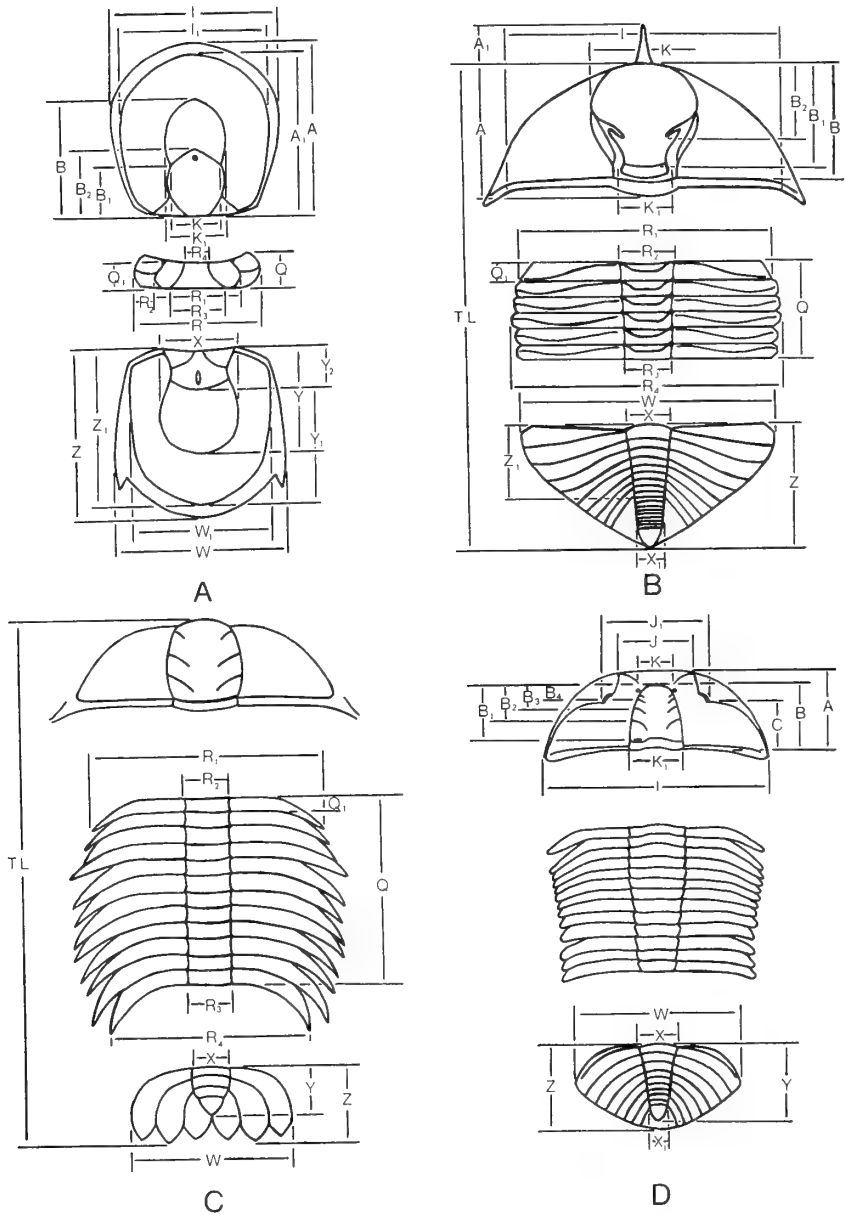 I
I₁
A
A₁
B
B₂
B₁
K
K₁
R₄
Q₁
Q
R₂
R₁
R₃
R
X
Y₂
Y
Y₁
Z₁
Z
W₁
W
A
A₁
I
K
A
B₂
B₁
B
K₁
R₁
R₂
Q₁
Q
TL
R₃
R₄
W
X
Z₁
Z
X₁
B
R₁
R₂
Q₁
Q
TL
R₃
R₄
X
Y
Z
W
C
J₁
J
K
B₄
B₃
B₂
B₁
C
B
A
K₁
I
W
X
Z
Y
X₁
D